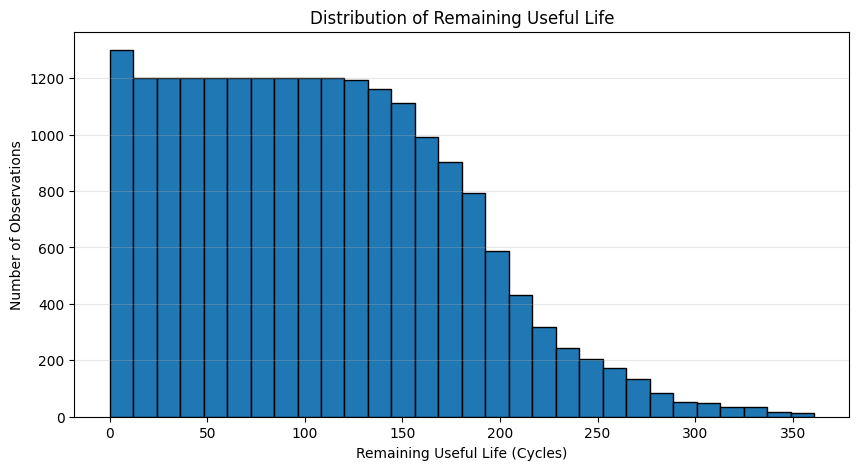 Distribution of Remaining Useful Life
Number of Observations
1200
1000
800
600
400
200
0
0 50 100 150 200 250 300 350
Remaining Useful Life (Cycles)